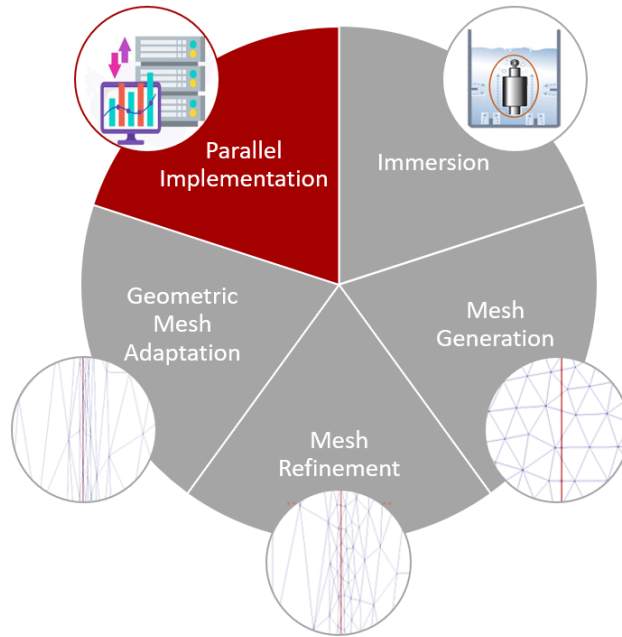 Parallel
Implementation
Immersion
Geometric
Mesh
Adaptation
Mesh
Generation
Mesh
Refinement